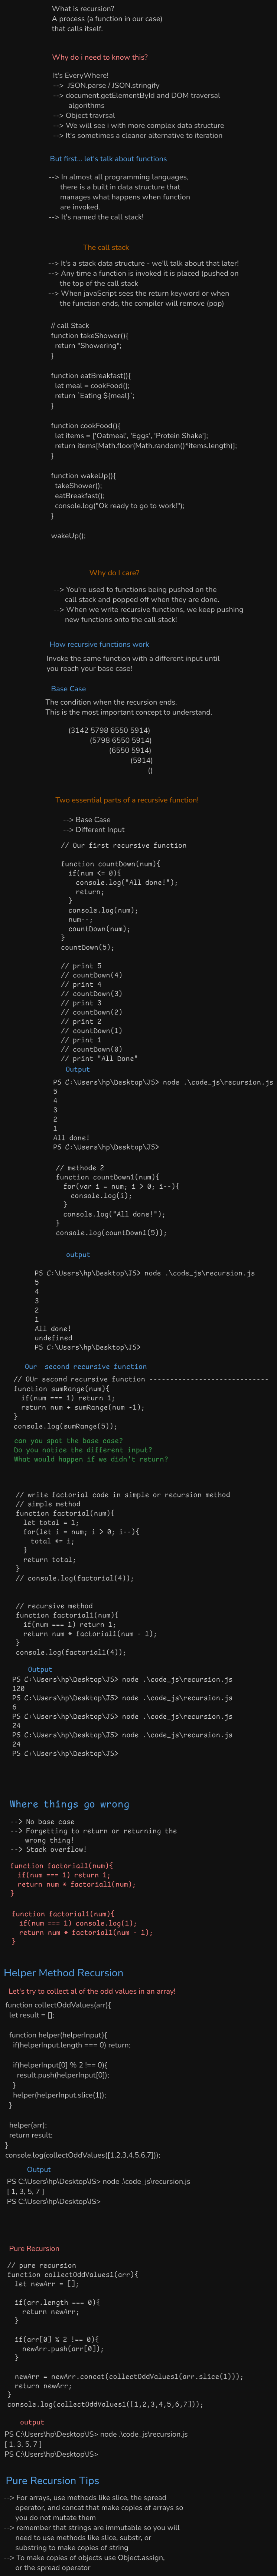 What is recursion?
A process (a function in our case)
that calls itself.
Why do i need to know this?
It's EveryWhere!
--> JSON.parse / JSON.stringify
--> document.getElementById and DOM traversal
algorithms
--> Object travrsal
--> We will see i with more complex data structure
--> It's sometimes a cleaner alternative to iteration
But first... let's talk about functions
--> In almost all programming languages,
there is a built in data structure that
manages what happens when function
are invoked.
--> It's named the call stack!
The call stack
--> It's a stack data structure - we'll talk about that later!
--> Any time a function is invoked it is placed (pushed on
the top of the call stack
--> When javaScript sees the return keyword or when
the function ends, the compiler will remove (pop)
// call Stack
function takeShower(){
return "Showering";
}
function eatBreakfast(){
let meal = cookFood();
return `Eating ${meal}`;
}
function cookFood(){
let items = ['Oatmeal', 'Eggs', 'Protein Shake'];
return items[Math.floor(Math.random()*items.length)];
}
function wakeUp(){
takeShower();
eatBreakfast();
console.log("Ok ready to go to work!");
}
wakeUp();
Why do I care?
--> You're used to functions being pushed on the
call stack and popped off when they are done.
--> When we write recursive functions, we keep pushing
new functions onto the call stack!
How recursive functions work
Invoke the same function with a different input until
you reach your base case!
Base Case
The condition when the recursion ends.
This is the most important concept to understand.
(3142 5798 6550 5914)
(5798 6550 5914)
(6550 5914)
(5914)
()
Two essential parts of a recursive function!
--> Base Case
--> Different Input
// Our first recursive function
function countDown(num){
if(num <= 0){
console.log("All done!");
return;
}
console.log(num);
num--;
countDown(num);
}
countDown(5);
// print 5
// countDown(4)
// print 4
// countDown(3)
// print 3
// countDown(2)
// print 2
// countDown(1)
// print 1
// countDown(0)
// print "All Done"
Output
PS C:\Users\hp\Desktop\JS> node .\code_js\recursion.js
5
4
3
2
1
All done!
PS C:\Users\hp\Desktop\JS>
// methode 2
function countDown1(num){
for(var i = num; i > 0; i--){
console.log(i);
}
console.log("All done!");
}
console.log(countDown1(5));
output
PS C:\Users\hp\Desktop\JS> node .\code_js\recursion.js
5
4
3
2
1
All done!
undefined
PS C:\Users\hp\Desktop\JS>
Our second recursive function
// OUr second recursive function -----------------------------
function sumRange(num){
if(num === 1) return 1;
return num + sumRange(num -1);
}
console.log(sumRange(5));
can you spot the base case?
Do you notice the different input?
What would happen if we didn't return?
// write factorial code in simple or recursion method
// simple method
function factorial(num){
let total = 1;
for(let i = num; i > 0; i--){
total *= i;
}
return total;
}
// console.log(factorial(4));
// recursive method
function factorial1(num){
if(num === 1) return 1;
return num * factorial1(num - 1);
}
console.log(factorial1(4));
Output
PS C:\Users\hp\Desktop\JS> node .\code_js\recursion.js
120
PS C:\Users\hp\Desktop\JS> node .\code_js\recursion.js
6
PS C:\Users\hp\Desktop\JS> node .\code_js\recursion.js
24
PS C:\Users\hp\Desktop\JS> node .\code_js\recursion.js
24
PS C:\Users\hp\Desktop\JS>
Where things go wrong
--> No base case
--> Forgetting to return or returning the
wrong thing!
--> Stack overflow!
function factorial1(num){
if(num === 1) return 1;
return num * factorial1(num);
}
function factorial1(num){
if(num === 1) console.log(1);
return num * factorial1(num - 1);
}
Helper Method Recursion
Let's try to collect al of the odd values in an array!
function collectOddValues(arr){
let result = [];
function helper(helperInput){
if(helperInput.length === 0) return;
if(helperInput[0] % 2 !== 0){
result.push(helperInput[0]);
}
helper(helperInput.slice(1));
}
helper(arr);
return result;
}
console.log(collectOddValues([1,2,3,4,5,6,7]));
Output
PS C:\Users\hp\Desktop\JS> node .\code_js\recursion.js
[ 1, 3, 5, 7 ]
PS C:\Users\hp\Desktop\JS>
Pure Recursion
// pure recursion
function collectOddValues1(arr){
let newArr = [];
if(arr.length === 0){
return newArr;
}
if(arr[0] % 2 !== 0){
newArr.push(arr[0]);
}
newArr = newArr.concat(collectOddValues1(arr.slice(1)));
return newArr;
}
console.log(collectOddValues1([1,2,3,4,5,6,7]));
output
PS C:\Users\hp\Desktop\JS> node .\code_js\recursion.js
[ 1, 3, 5, 7 ]
PS C:\Users\hp\Desktop\JS>
Pure Recursion Tips
--> For arrays, use methods like slice, the spread
operator, and concat that make copies of arrays so
you do not mutate them
--> remember that strings are immutable so you will
need to use methods like slice, substr, or
substring to make copies of string
--> To make copies of objects use Object.assign,
or the spread operator